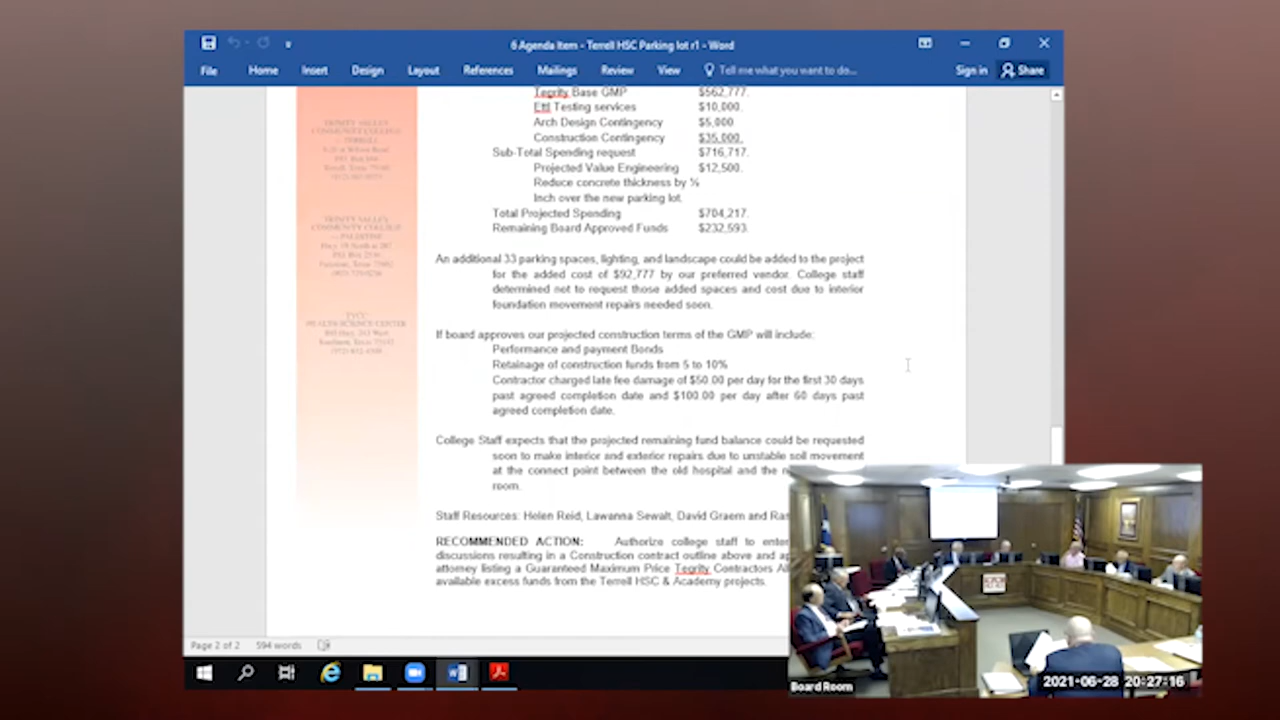 6 Agenda Item - Terrell HSC Parking lot r1 - Word
File Home Insert Design Layout References Mailings Review View Tell me what you want to do... Sign in Share
TRINITY VALLEY
COMMUNITY COLLEGE
TRINITY VALLEY
COMMUNITY COLLEGE
PALESTINE
TVCC
HEALTH SCIENCE CENTER
Tegrity Base GMP $562,777.
Ettl Testing services $10,000.
Arch Design Contingency $5,000
Construction Contingency $35,000.
Sub-Total Spending request $716,717.
Projected Value Engineering $12,500.
Reduce concrete thickness by
Inch over the new parking lot.
Total Projected Spending $704,217.
Remaining Board Approved Funds $232,593.
An additional 33 parking spaces, lighting, and landscape could be added to the project
for the added cost of $92,777 by our preferred vendor. College staff
determined not to request those added spaces and cost due to interior
foundation movement repairs needed soon.
If board approves our projected construction terms of the GMP will include:
Performance and payment Bonds
Retainage of construction funds from 5 to 10%
Contractor charged late fee damage of $50.00 per day for the first 30 days
past agreed completion date and $100.00 per day after 60 days past
agreed completion date.
College Staff expects that the projected remaining fund balance could be requested
soon to make interior and exterior repairs due to unstable soil movement
at the connect point between the old hospital and the
room.
Staff Resources: Helen Reid, Lawanna Sewalt, David Graem and
RECOMMENDED ACTION: Authorize college staff to enter
discussions resulting in a Construction contract outline above and
attorney listing a Guaranteed Maximum Price Tegrity Contractors
available excess funds from the Terrell HSC & Academy projects.
Page 2 of 2 594 words
Board Room
2021-06-28 20:27:16